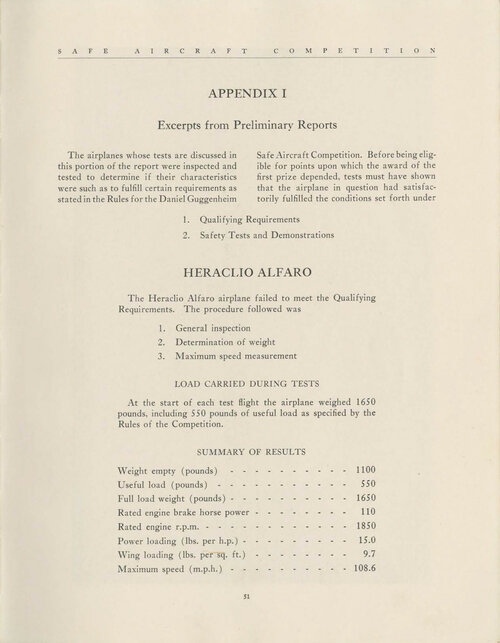 SAFE AIRCRAFT COMPETITION
APPENDIX I
Excerpts from Preliminary Reports
The airplanes whose tests are discussed in
this portion of the report were inspected and
tested to determine if their characteristics
were such as to fulfill certain requirements as
stated in the Rules for the Daniel Guggenheim
Safe Aircraft Competition. Before being elig-
ible for points upon which the award of the
first prize depended, tests must have shown
that the airplane in question had satisfac-
torily fulfilled the conditions set forth under
1. Qualifying Requirements
2. Safety Tests and Demonstrations
HERACLIO ALFARO
The Heraclio Alfaro airplane failed to meet the Qualifying
Requirements. The procedure followed was
1. General inspection
2. Determination of weight
3. Maximum speed measurement
LOAD CARRIED DURING TESTS
At the start of each test flight the airplane weighed 1650
pounds, including 550 pounds of useful load as specified by the
Rules of the Competition.
SUMMARY OF RESULTS
Weight empty (pounds) - - - - - - - - - - 1100
Useful load (pounds) - - - - - - - - - - - 550
Full load weight (pounds) - - - - - - - - - 1650
Rated engine brake horse power - - - - - - - - 110
Rated engine r.p.m. - - - - - - - - - - - 1850
Power loading (lbs. per h.p.) - - - - - - - - 15.0
Wing loading (lbs. per sq. ft.) - - - - - - - - 9.7
Maximum speed (m.p.h.) - - - - - - - - - 108.6
51